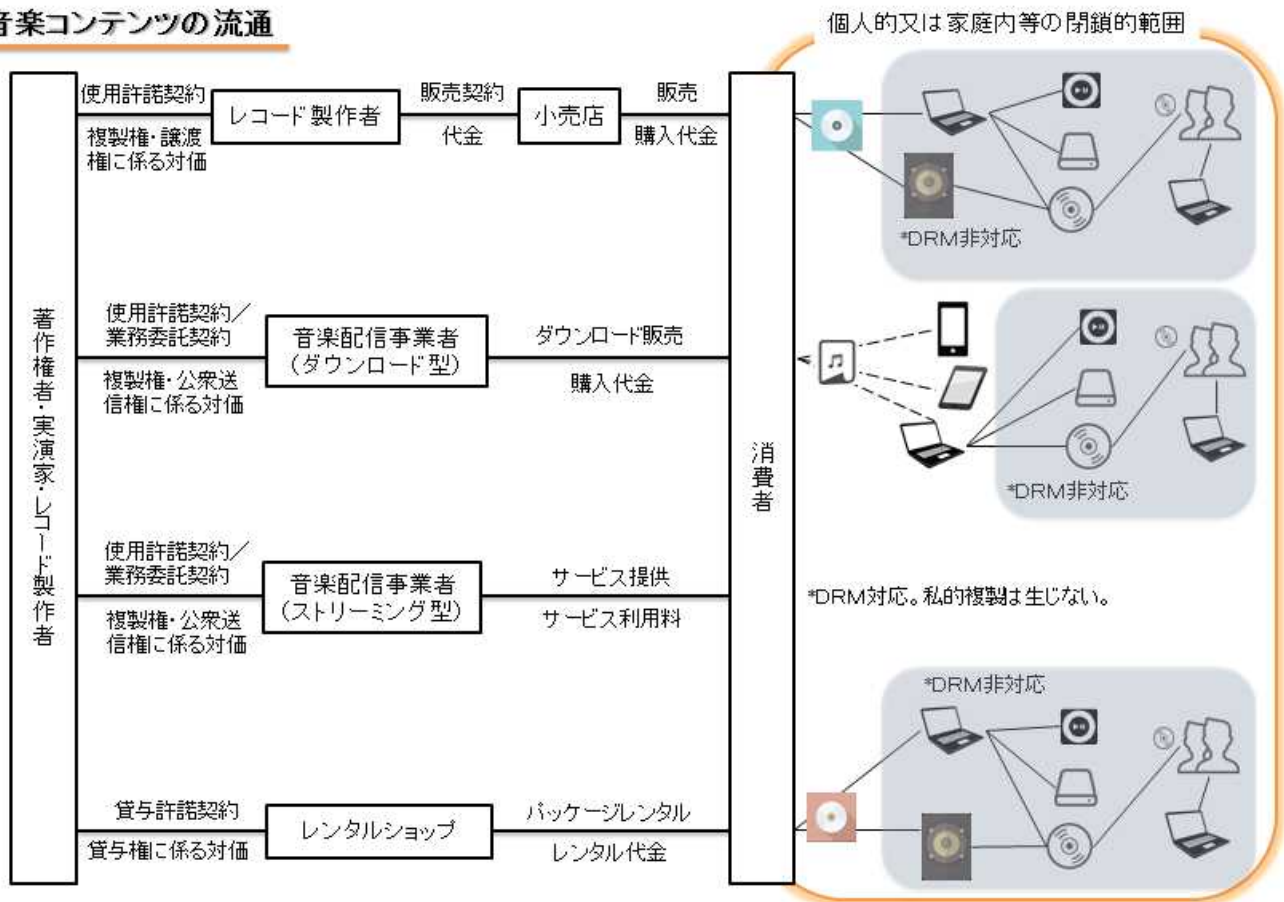 音楽コンテンツの流通
個人的又は家庭内等の閉鎖的範囲
使用許諾契約
複製権・譲渡
権に係る対価
レコード製作者
販売契約
代金
小売店
販売
購入代金
*DRM非対応
著作権者・実演家・レコード製作者
使用許諾契約／
業務委託契約
複製権・公衆送
信権に係る対価
音楽配信事業者
(ダウンロード型)
ダウンロード販売
購入代金
消費者
*DRM非対応
使用許諾契約／
業務委託契約
複製権・公衆送
信権に係る対価
音楽配信事業者
(ストリーミング型)
サービス提供
サービス利用料
*DRM対応。私的複製は生じない。
貸与許諾契約
貸与権に係る対価
レンタルショップ
パッケージレンタル
レンタル代金
*DRM非対応